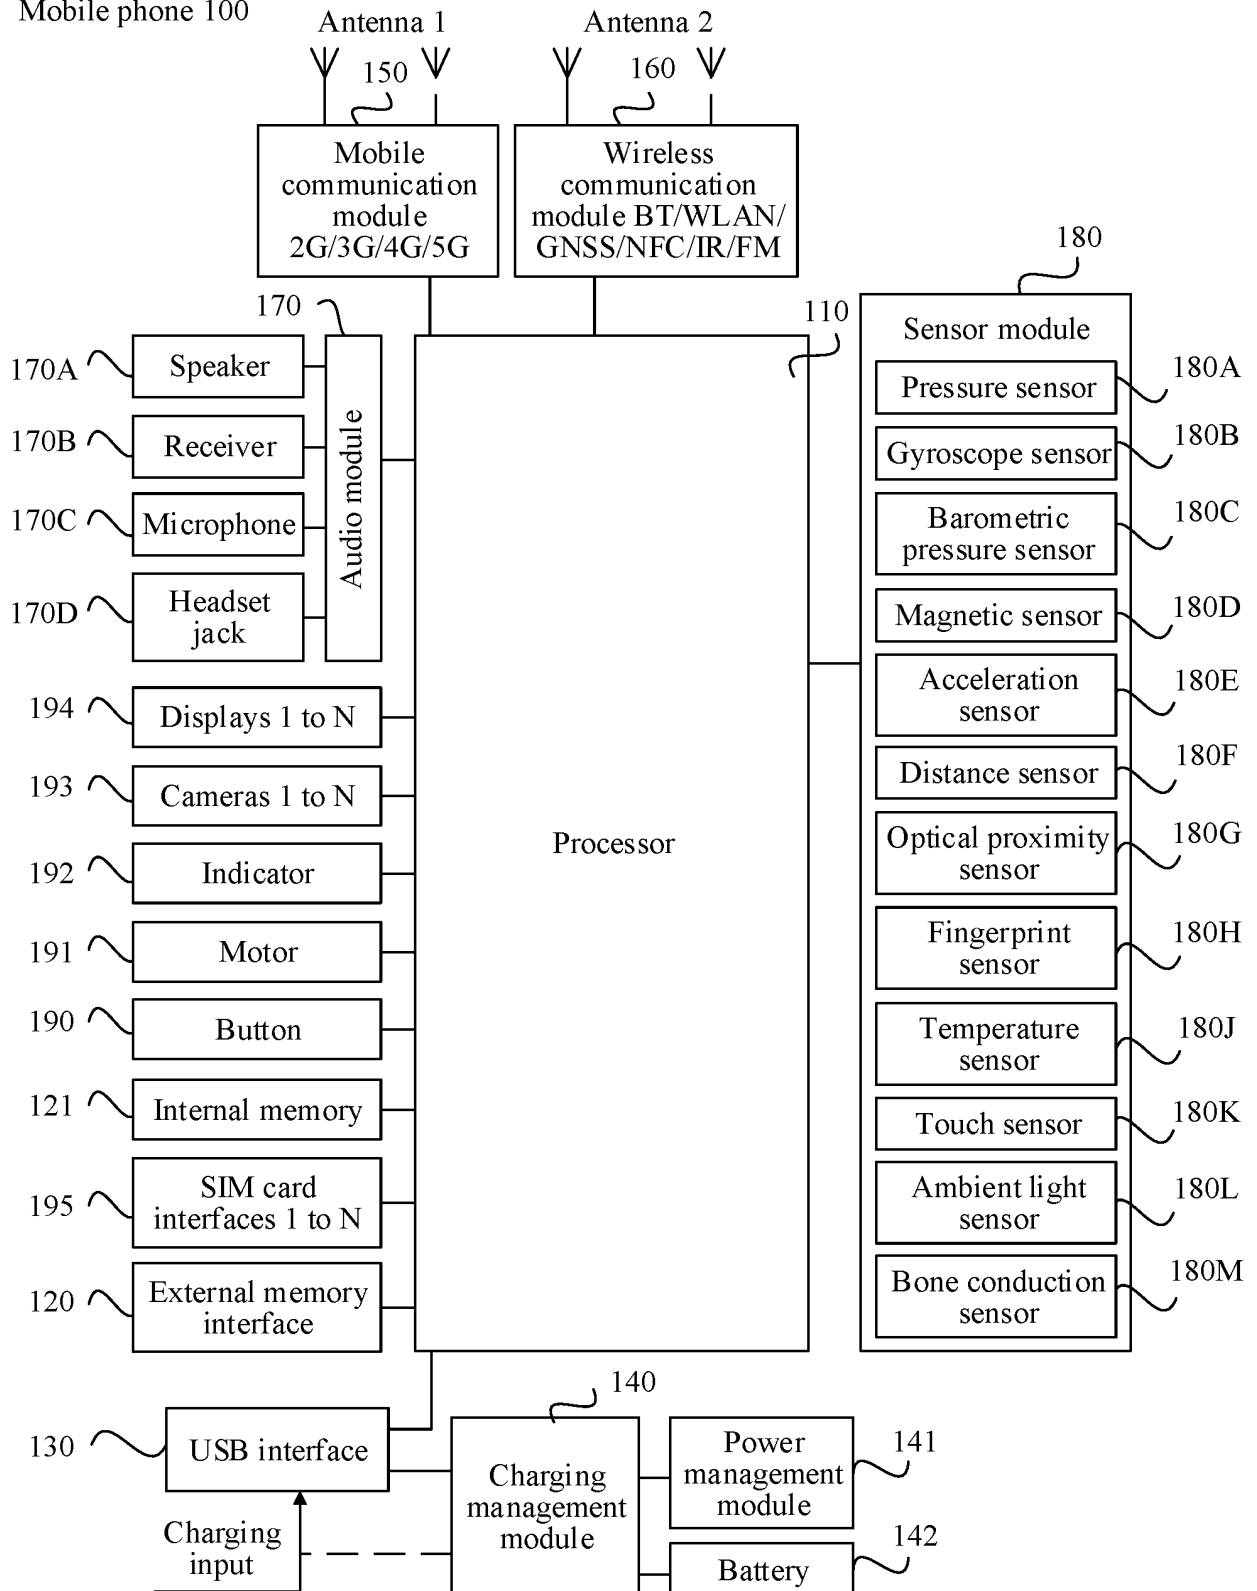 Mobile phone 100
Antenna 1
Antenna 2
150
160
Mobile
communication
module
2G/3G/4G/5G
Wireless
communication
module BT/WLAN/
GNSS/NFC/IR/FM
170
110
180
170A
Speaker
170B
Receiver
170C
Microphone
170D
Headset
jack
Audio module
194
Displays 1 to N
193
Cameras 1 to N
192
Indicator
191
Motor
190
Button
121
Internal memory
195
SIM card
interfaces 1 to N
120
External memory
interface
Processor
Sensor module
Pressure sensor
180A
Gyroscope sensor
180B
Barometric
pressure sensor
180C
Magnetic sensor
180D
Acceleration
sensor
180E
Distance sensor
180F
Optical proximity
sensor
180G
Fingerprint
sensor
180H
Temperature
sensor
180J
Touch sensor
180K
Ambient light
sensor
180L
Bone conduction
sensor
180M
130
USB interface
140
Charging
management
module
Power
management
module
141
Charging
input
Battery
142